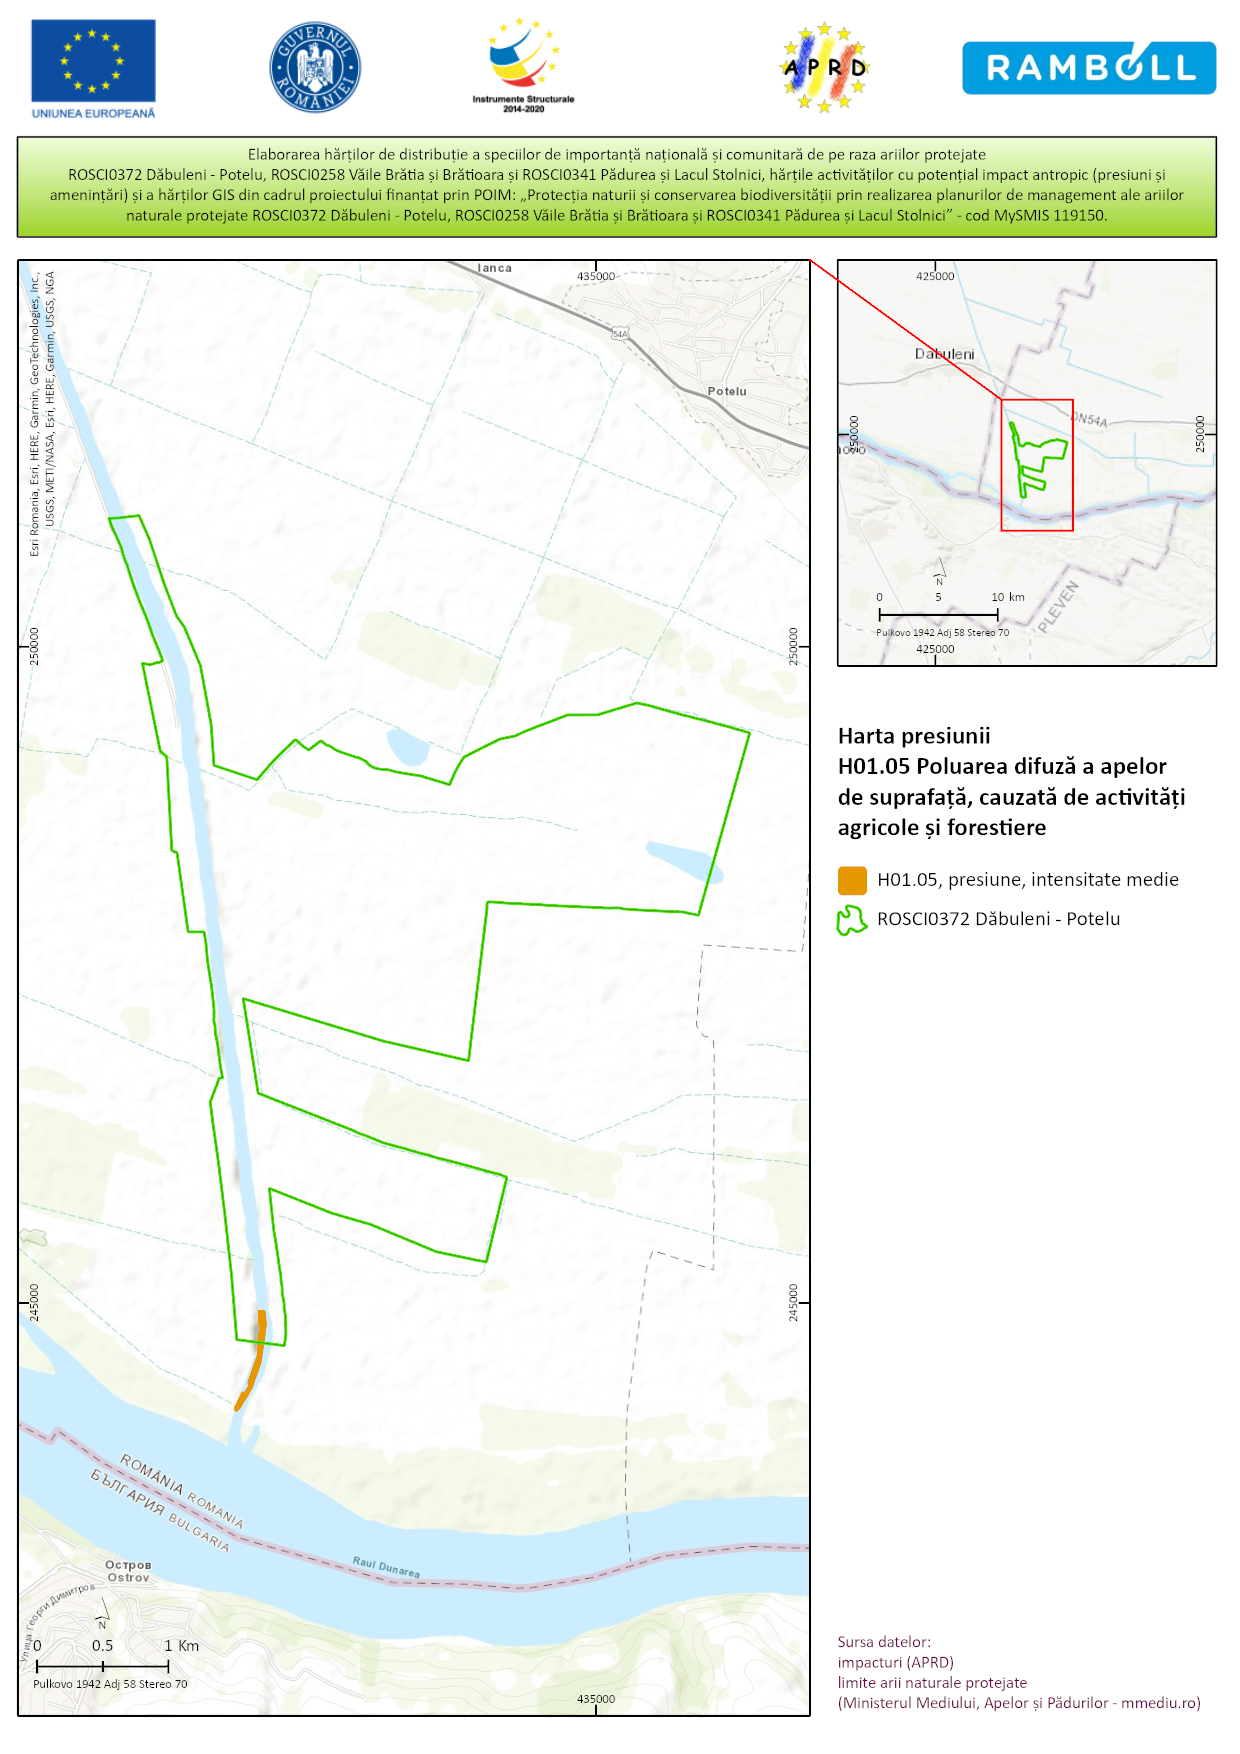 UNIUNEA EUROPEANĂ
GUVERNUL ROMÂNIEI
Instrumente Structurale
2014-2020
APRD
RAMBOLL
Elaborarea hărților de distribuție a speciilor de importanță națională și comunitară de pe raza ariilor protejate
ROSCI0372 Dăbuleni - Potelu, ROSCI0258 Văile Brătia și Brătioara și ROSCI0341 Pădurea și Lacul Stolnici, hărțile activităților cu potențial impact antropic (presiuni și
amenințări) și a hărților GIS din cadrul proiectului finanțat prin POIM: „Protecția naturii si conservarea biodiversității prin realizarea planurilor de management ale ariilor
naturale protejate ROSCI0372 Dăbuleni - Potelu, ROSCI0258 Văile Brătia și Brătioara și ROSCI0341 Pădurea și Lacul Stolnici” - cod MySMIS 119150.
Esri Romania, Esri, HERE, Garmin, GeoTechnologies, Inc.,
USGS, METI/NASA, Esri, HERE, Garmin, USGS, NGA
Ianca
435000
54A
Potelu
250000
250000
245000
245000
ROMÂNIA ROMANIA
БЪЛГАРИЯ BULGARIA
Raul Dunarea
Остров
Ostrov
Улица Георги Димитров
N
0 0.5 1 Km
Pulkovo 1942 Adj 58 Stereo 70
435000
425000
Dabuleni
DN54A
250000
250000
N
0 5 10 km
PLEVEN
Pulkovo 1942 Adj 58 Stereo 70
425000
Harta presiunii
H01.05 Poluarea difuză a apelor
de suprafață, cauzată de activități
agricole și forestiere
H01.05, presiune, intensitate medie
ROSCI0372 Dăbuleni - Potelu
Sursa datelor:
impacturi (APRD)
limite arii naturale protejate
(Ministerul Mediului, Apelor și Pădurilor - mmediu.ro)